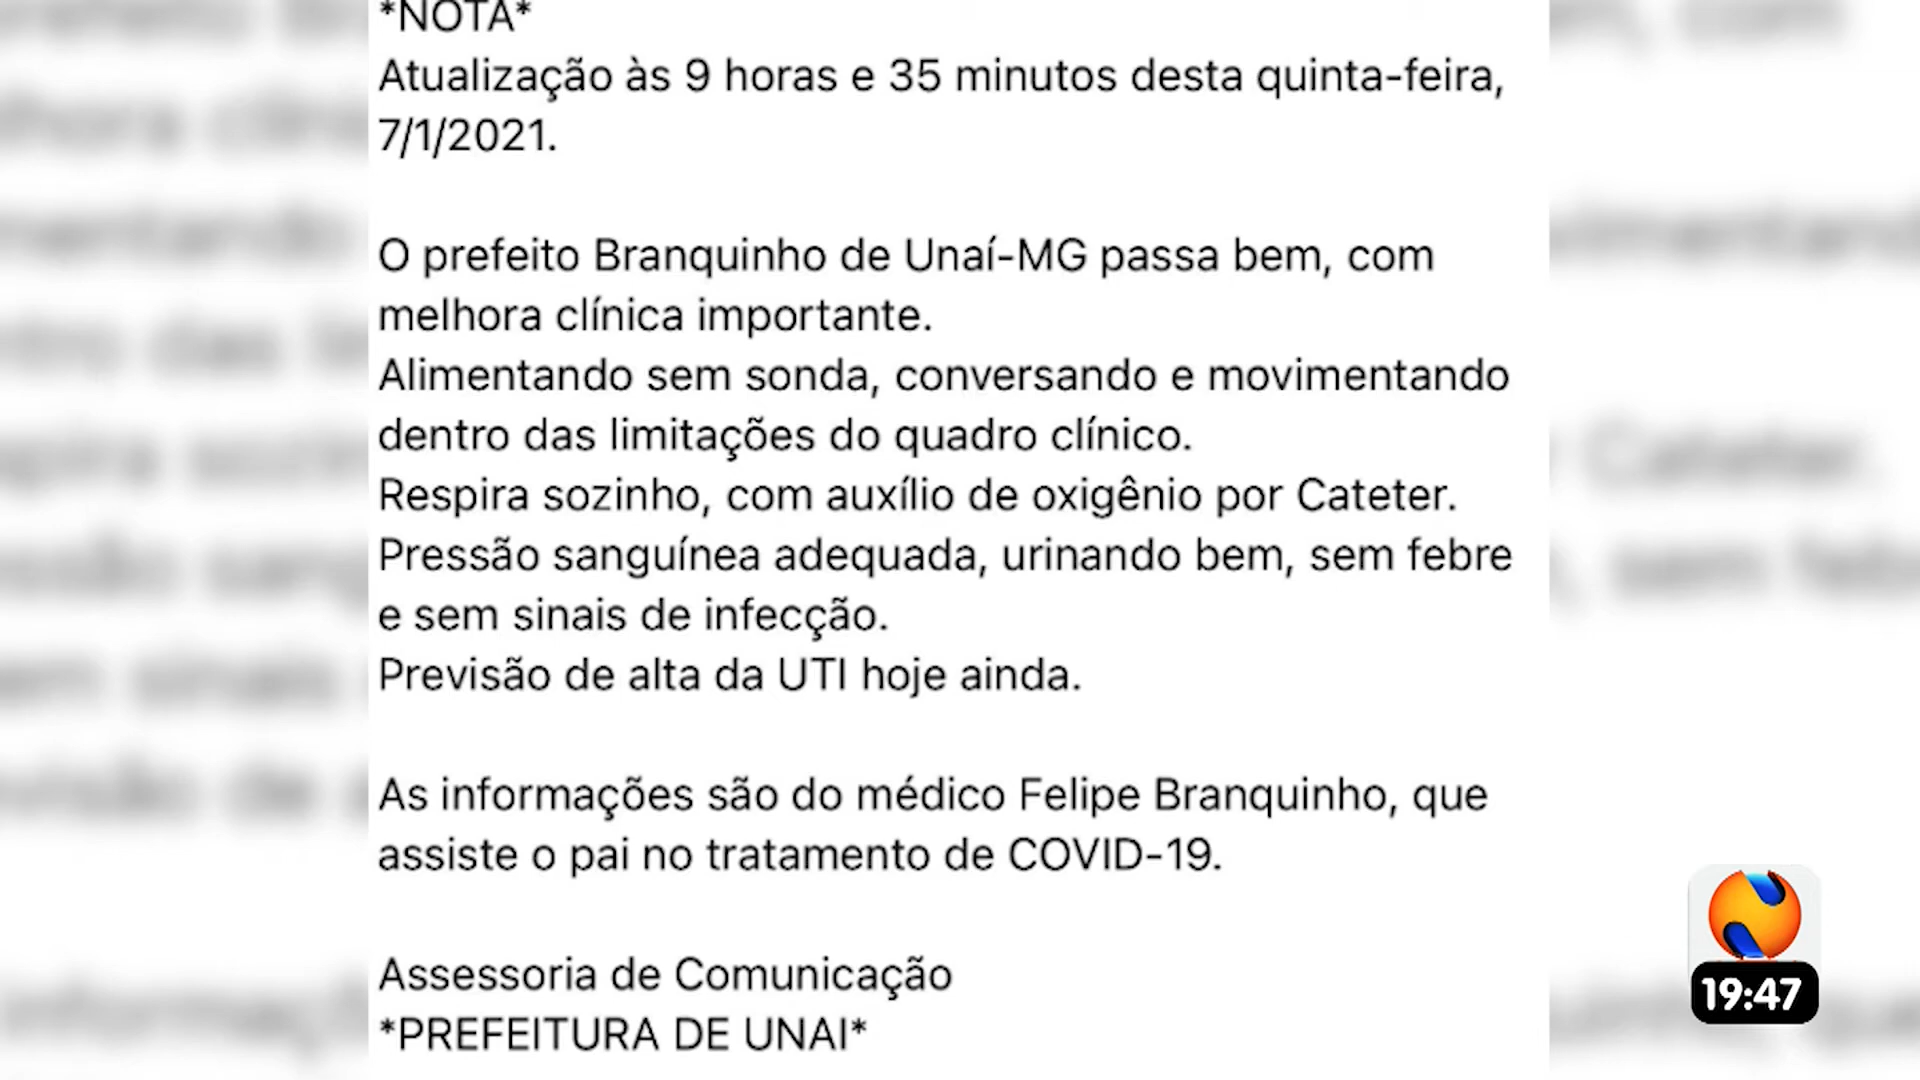 *NOTA*
Atualização às 9 horas e 35 minutos desta quinta-feira,
7/1/2021.
O prefeito Branquinho de Unaí-MG passa bem, com
melhora clínica importante.
Alimentando sem sonda, conversando e movimentando
dentro das limitações do quadro clínico.
Respira sozinho, com auxílio de oxigênio por Cateter.
Pressão sanguínea adequada, urinando bem, sem febre
e sem sinais de infecção.
Previsão de alta da UTI hoje ainda.
As informações são do médico Felipe Branquinho, que
assiste o pai no tratamento de COVID-19.
Assessoria de Comunicação
*PREFEITURA DE UNAI*
19:47